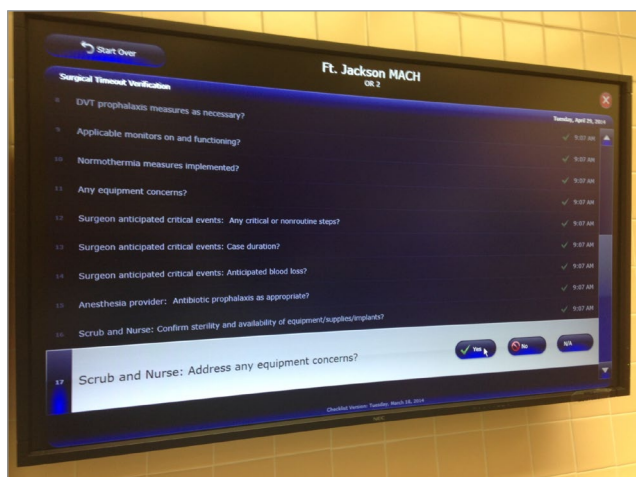 Start Over
Ft. Jackson MACH
OR 2
Surgical Timeout Verification
Tuesday, April 29, 2014
8 DVT prophalaxis measures as necessary?
9 Applicable monitors on and functioning? 9:07 AM
10 Normothermia measures implemented? 9:07 AM
11 Any equipment concerns? 9:07 AM
12 Surgeon anticipated critical events: Any critical or nonroutine steps? 9:07 AM
13 Surgeon anticipated critical events: Case duration? 9:07 AM
14 Surgeon anticipated critical events: Anticipated blood loss? 9:07 AM
15 Anesthesia provider: Antibiotic prophalaxis as appropriate? 9:07 AM
16 Scrub and Nurse: Confirm sterility and availability of equipment/supplies/implants? 9:07 AM
17 Scrub and Nurse: Address any equipment concerns? Yes No N/A
Checklist Version: Tuesday, March 18, 2014
NEC